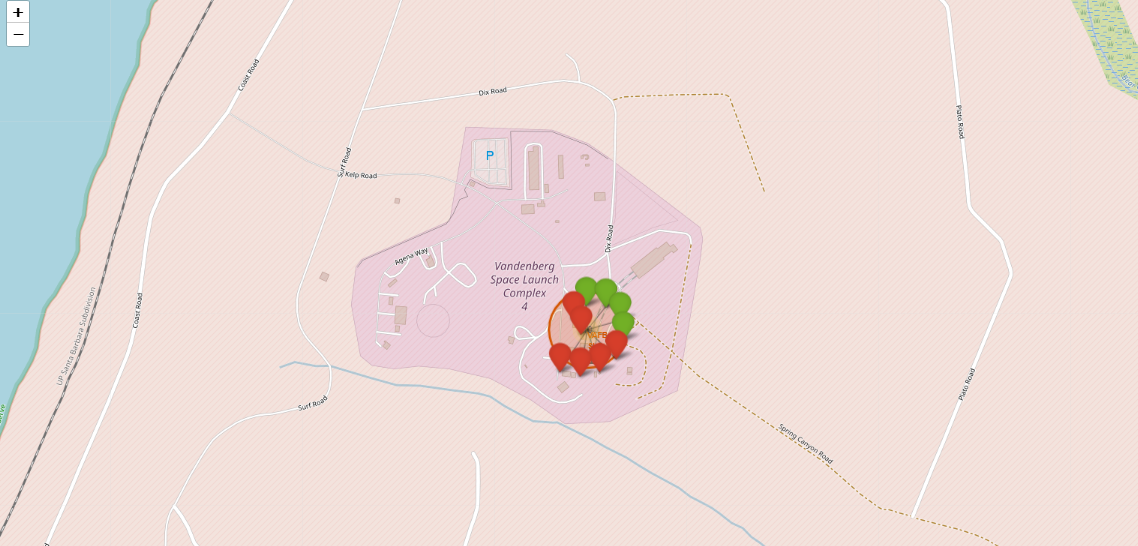 +
−
Coast Road
Dix Road
Plato Road
P
Surf Road
Kelp Road
Dix Road
Agena Way
Vandenberg
Space Launch
Complex
4
Coast Road
UP Santa Barbara Subdivision
Surf Road
Plato Road
Spring Canyon Road